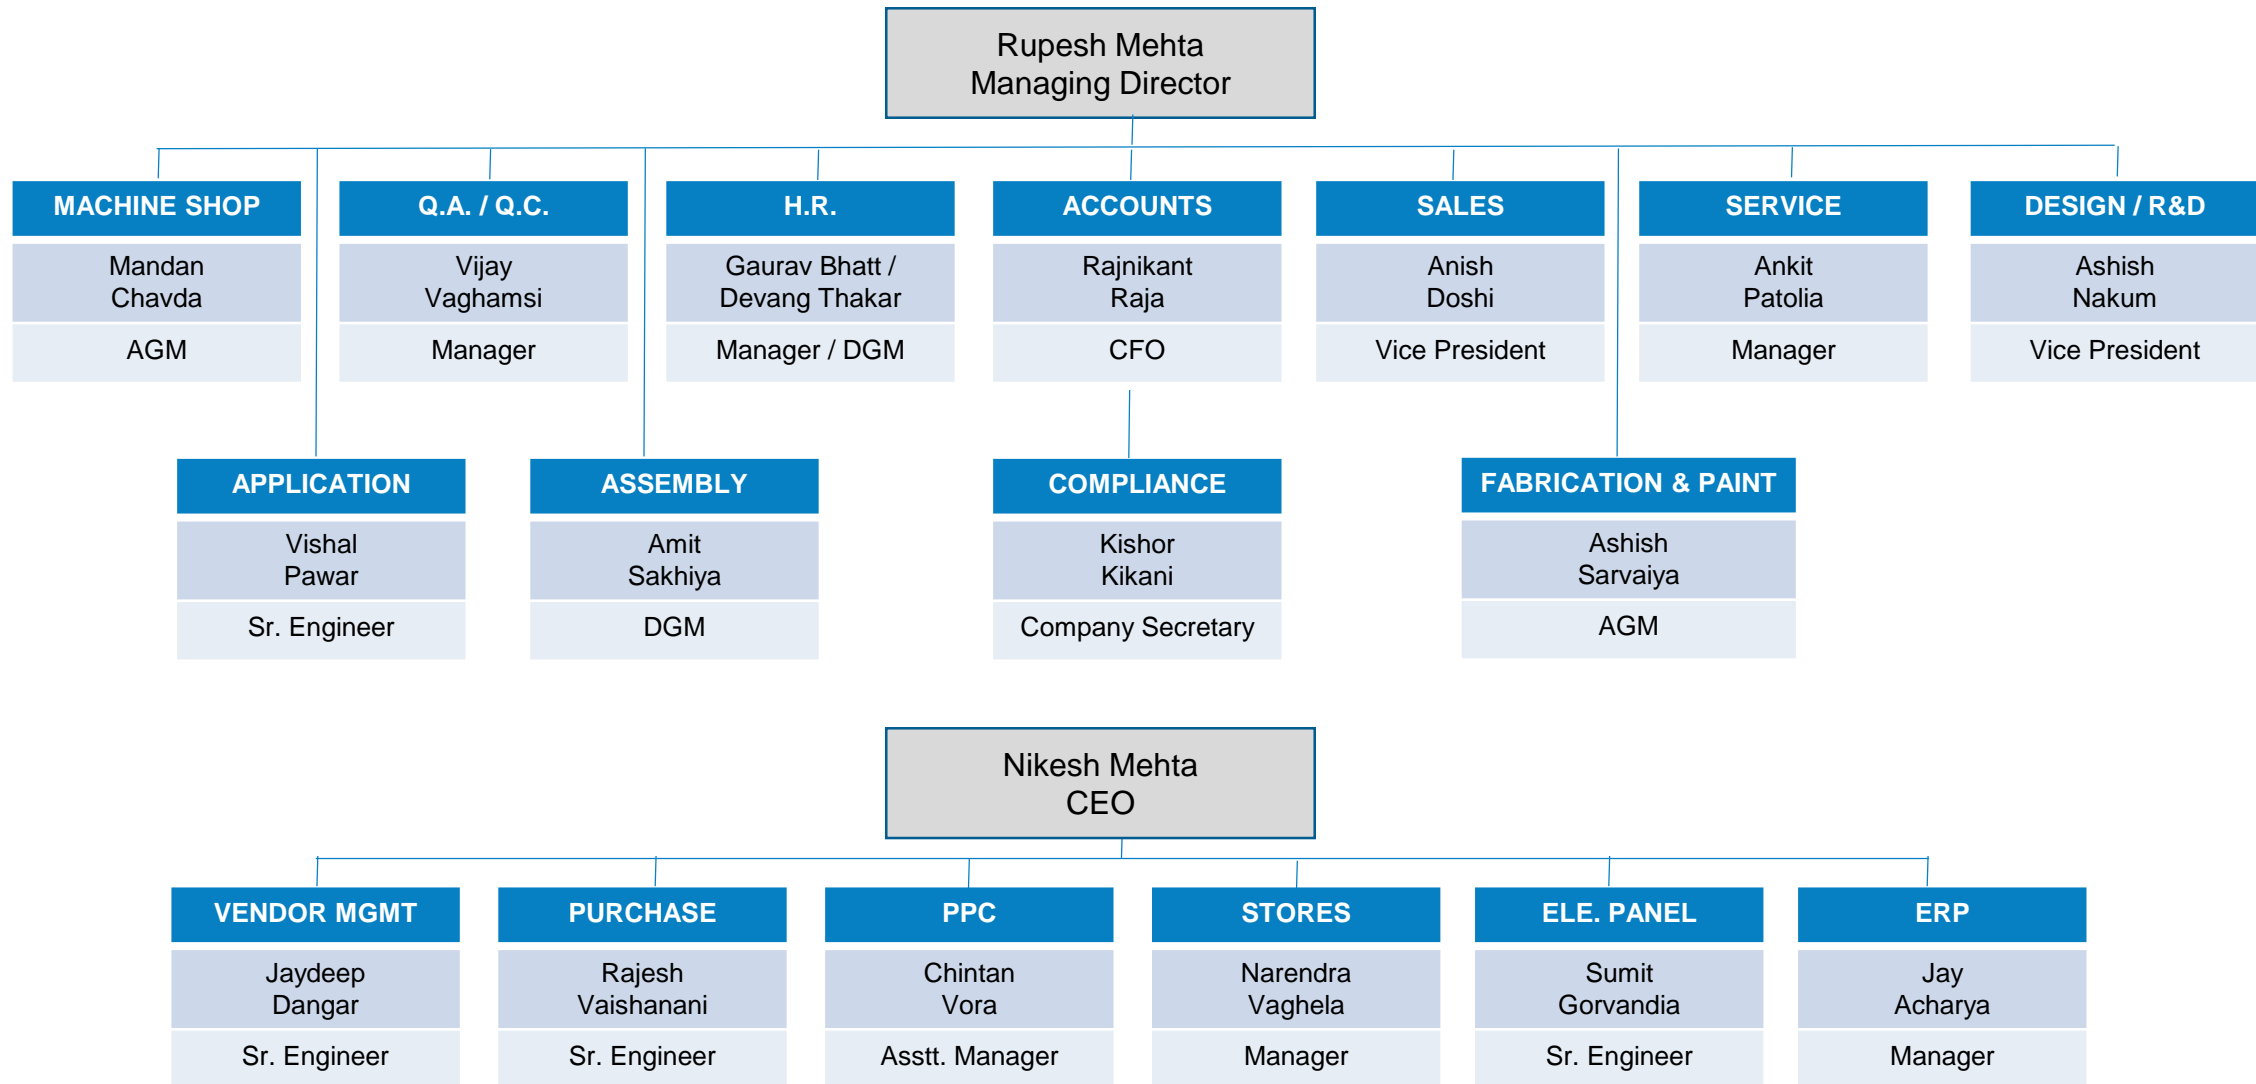 Rupesh Mehta
Managing Director
MACHINE SHOP
Mandan
Chavda
AGM
Q.A. / Q.C.
Vijay
Vaghamsi
Manager
H.R.
Gaurav Bhatt /
Devang Thakar
Manager / DGM
ACCOUNTS
Rajnikant
Raja
CFO
SALES
Anish
Doshi
Vice President
SERVICE
Ankit
Patolia
Manager
DESIGN / R&D
Ashish
Nakum
Vice President
APPLICATION
Vishal
Pawar
Sr. Engineer
ASSEMBLY
Amit
Sakhiya
DGM
COMPLIANCE
Kishor
Kikani
Company Secretary
FABRICATION & PAINT
Ashish
Sarvaiya
AGM
Nikesh Mehta
CEO
VENDOR MGMT
Jaydeep
Dangar
Sr. Engineer
PURCHASE
Rajesh
Vaishanani
Sr. Engineer
PPC
Chintan
Vora
Asstt. Manager
STORES
Narendra
Vaghela
Manager
ELE. PANEL
Sumit
Gorvandia
Sr. Engineer
ERP
Jay
Acharya
Manager